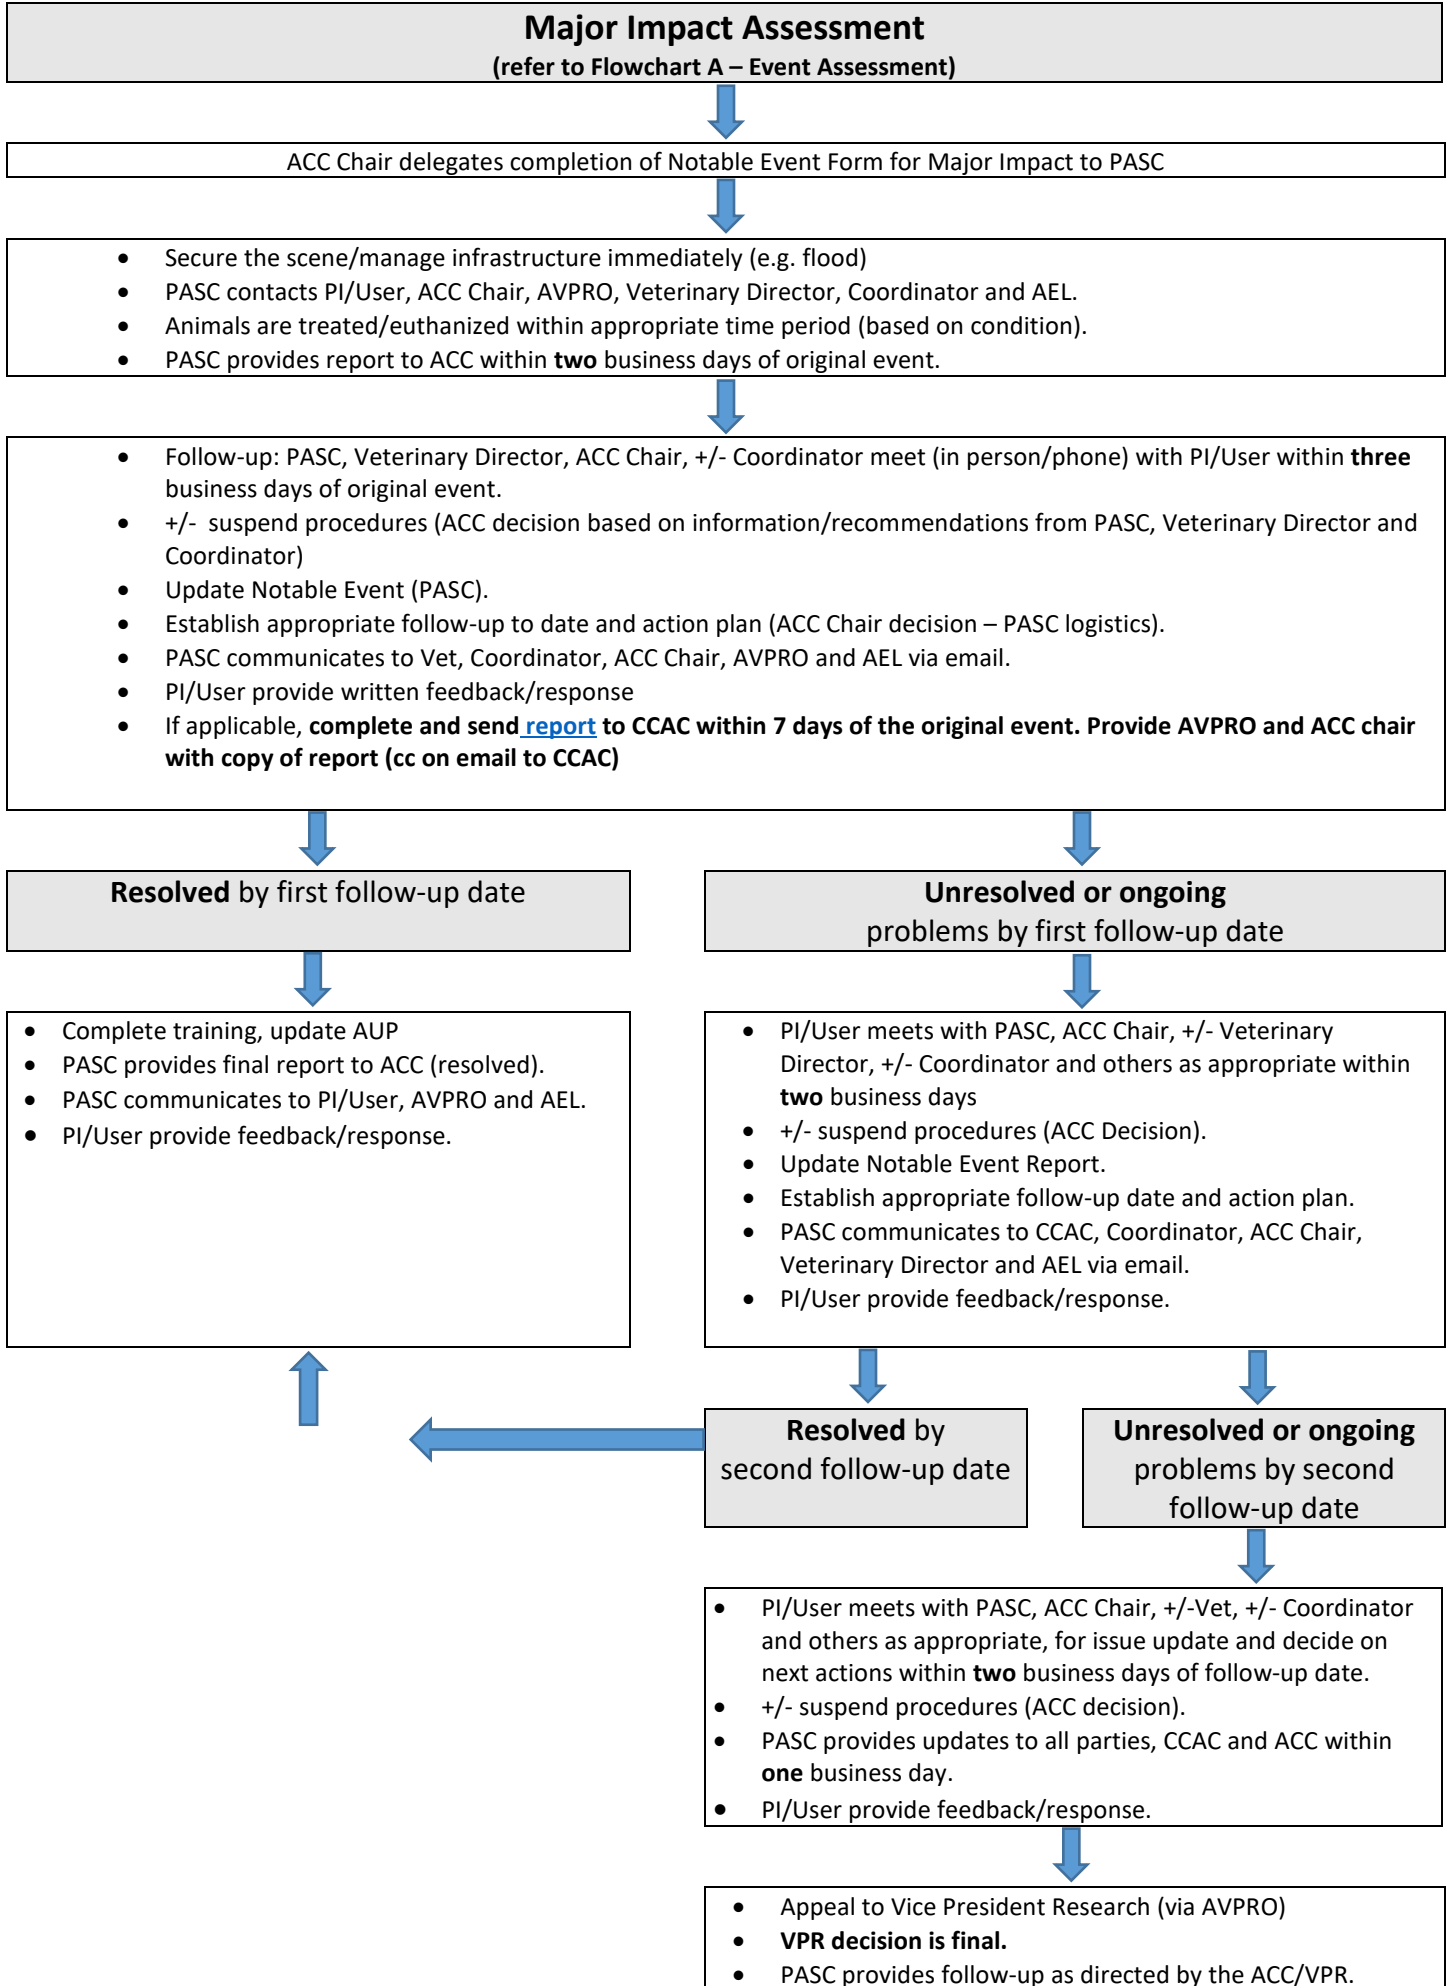 Major Impact Assessment
(refer to Flowchart A – Event Assessment)
ACC Chair delegates completion of Notable Event Form for Major Impact to PASC
• Secure the scene/manage infrastructure immediately (e.g. flood)
• PASC contacts PI/User, ACC Chair, AVPRO, Veterinary Director, Coordinator and AEL.
• Animals are treated/euthanized within appropriate time period (based on condition).
• PASC provides report to ACC within two business days of original event.
• Follow-up: PASC, Veterinary Director, ACC Chair, +/- Coordinator meet (in person/phone) with PI/User within three
business days of original event.
• +/- suspend procedures (ACC decision based on information/recommendations from PASC, Veterinary Director and
Coordinator)
• Update Notable Event (PASC).
• Establish appropriate follow-up to date and action plan (ACC Chair decision – PASC logistics).
• PASC communicates to Vet, Coordinator, ACC Chair, AVPRO and AEL via email.
• PI/User provide written feedback/response
• If applicable, complete and send report to CCAC within 7 days of the original event. Provide AVPRO and ACC chair
with copy of report (cc on email to CCAC)
Resolved by first follow-up date
• Complete training, update AUP
• PASC provides final report to ACC (resolved).
• PASC communicates to PI/User, AVPRO and AEL.
• PI/User provide feedback/response.
Unresolved or ongoing
problems by first follow-up date
• PI/User meets with PASC, ACC Chair, +/- Veterinary
Director, +/- Coordinator and others as appropriate within
two business days
• +/- suspend procedures (ACC Decision).
• Update Notable Event Report.
• Establish appropriate follow-up date and action plan.
• PASC communicates to CCAC, Coordinator, ACC Chair,
Veterinary Director and AEL via email.
• PI/User provide feedback/response.
Resolved by
second follow-up date
Unresolved or ongoing
problems by second
follow-up date
• PI/User meets with PASC, ACC Chair, +/-Vet, +/- Coordinator
and others as appropriate, for issue update and decide on
next actions within two business days of follow-up date.
• +/- suspend procedures (ACC decision).
• PASC provides updates to all parties, CCAC and ACC within
one business day.
• PI/User provide feedback/response.
• Appeal to Vice President Research (via AVPRO)
• VPR decision is final.
• PASC provides follow-up as directed by the ACC/VPR.